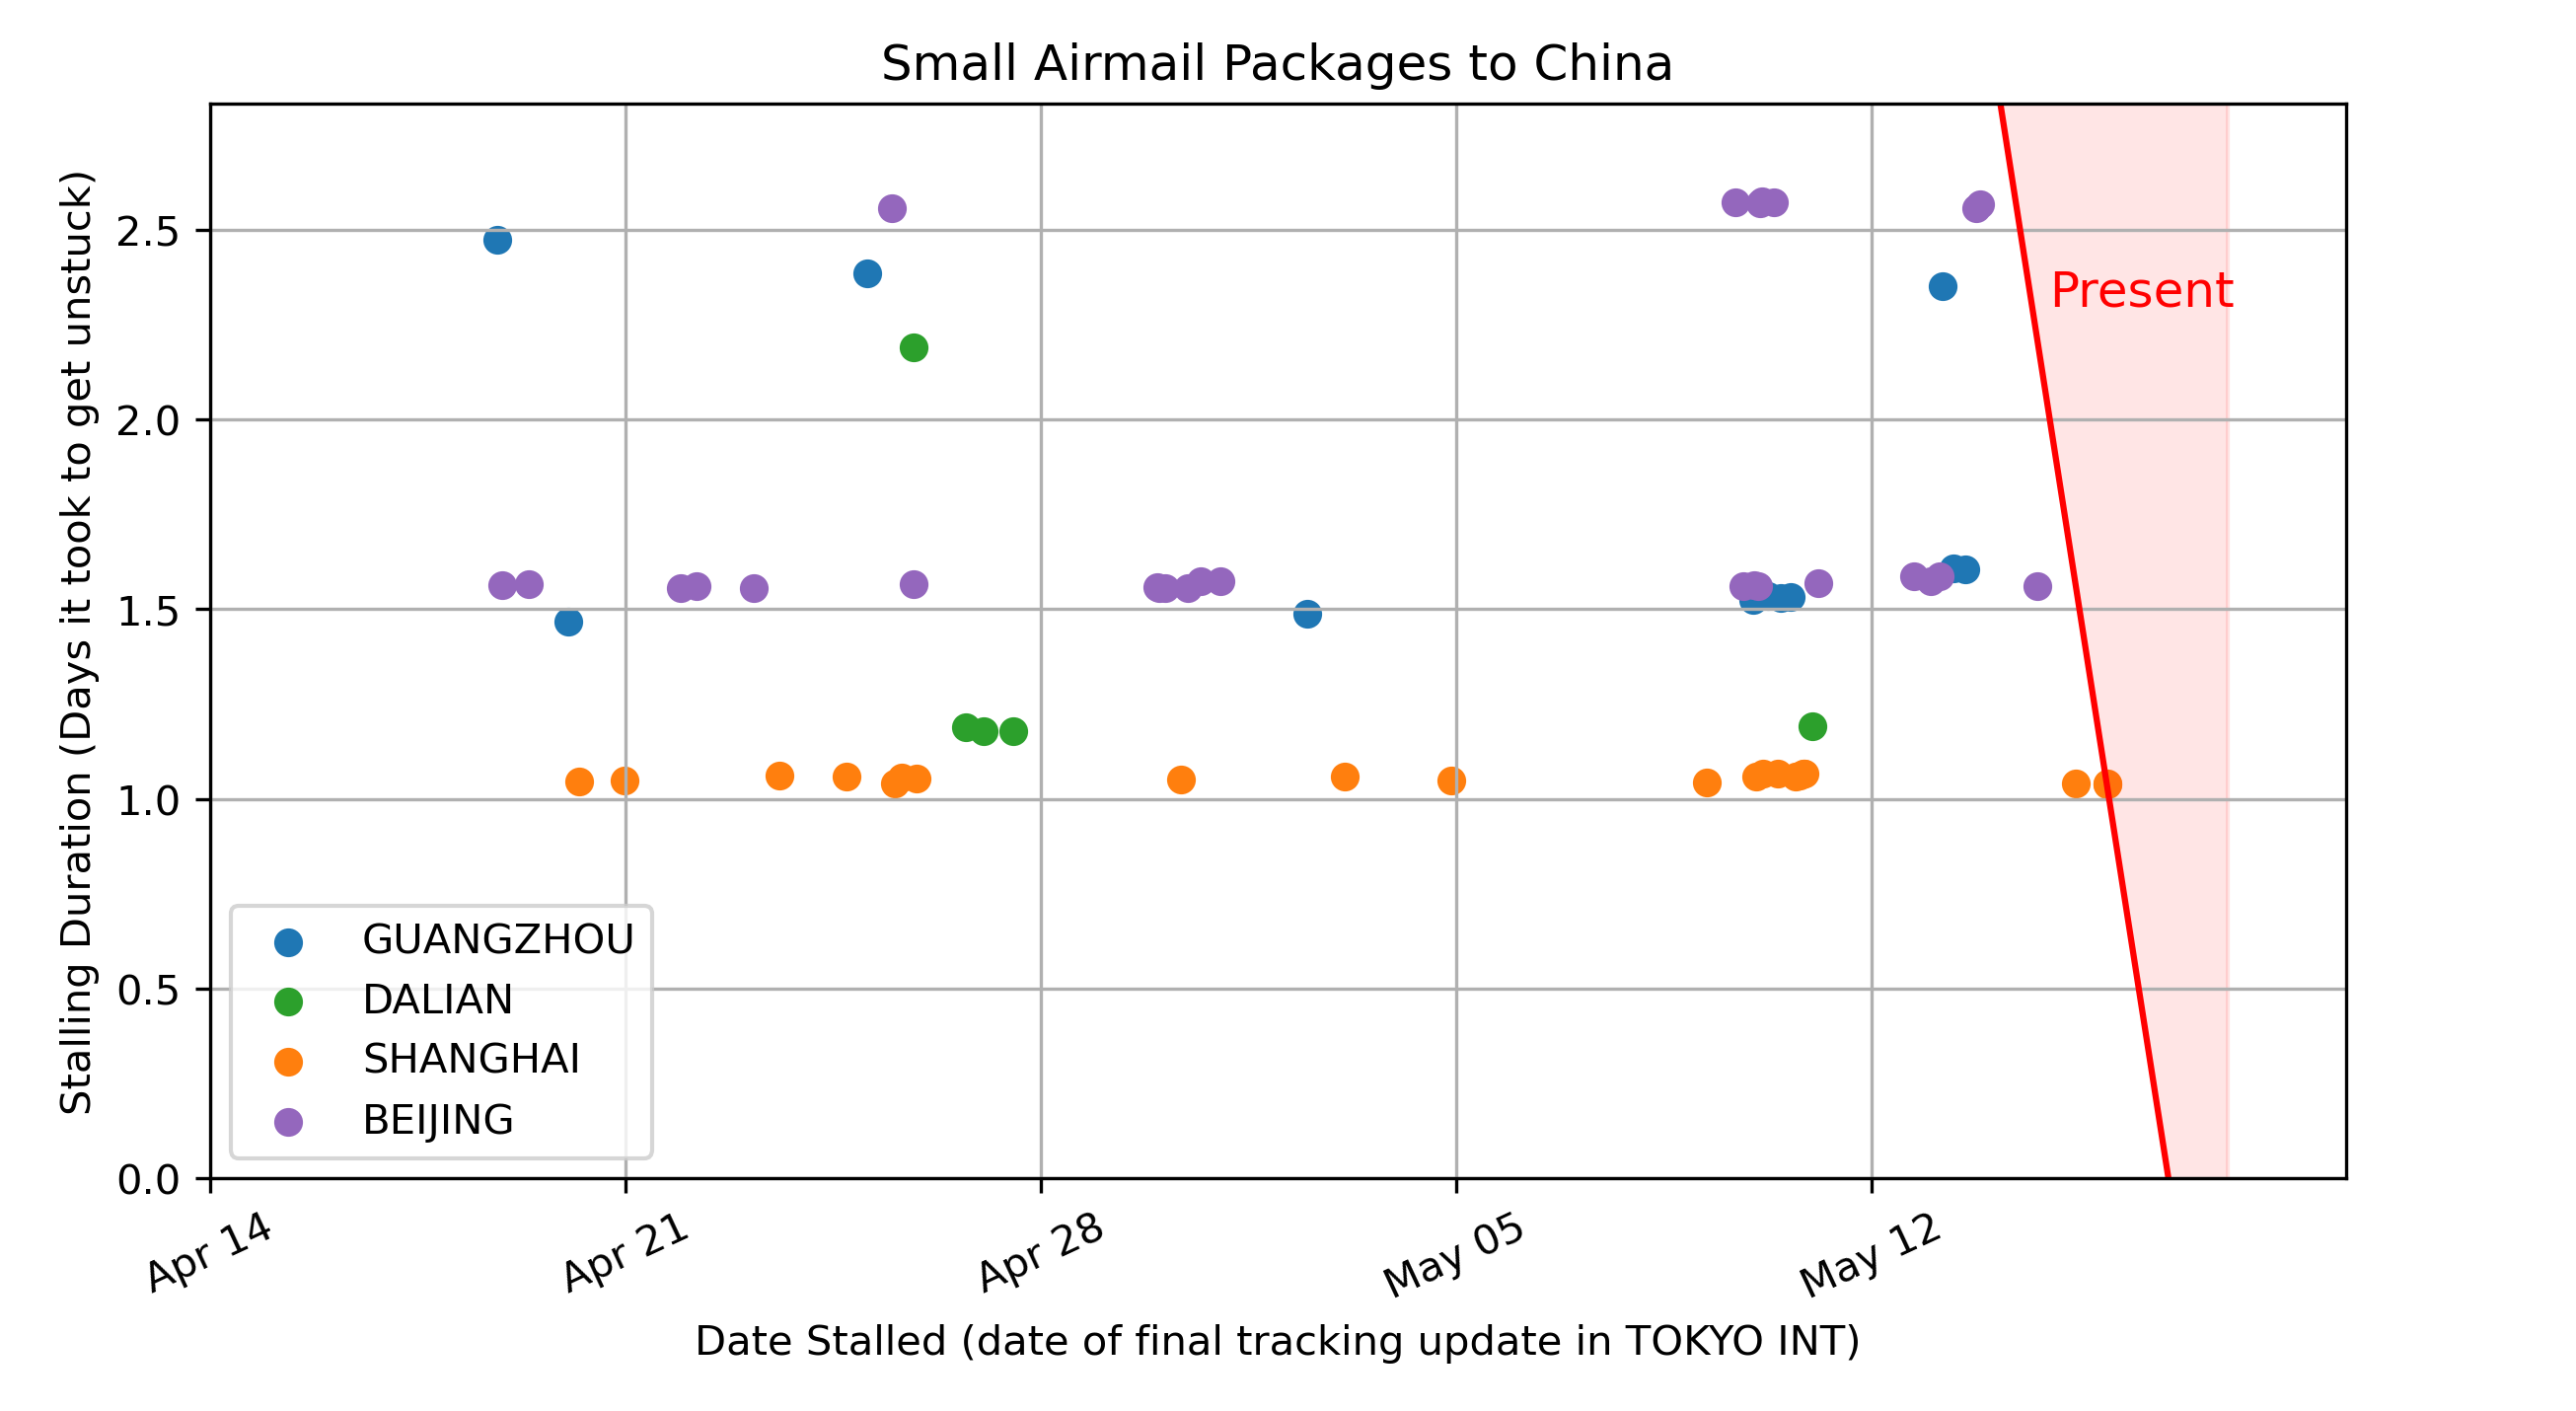 Small Airmail Packages to China
Stalling Duration (Days it took to get unstuck)
2.5
2.0
1.5
1.0
0.5
0.0
Present
GUANGZHOU
DALIAN
SHANGHAI
BEIJING
Apr 14
Apr 21
Apr 28
May 05
May 12
Date Stalled (date of final tracking update in TOKYO INT)